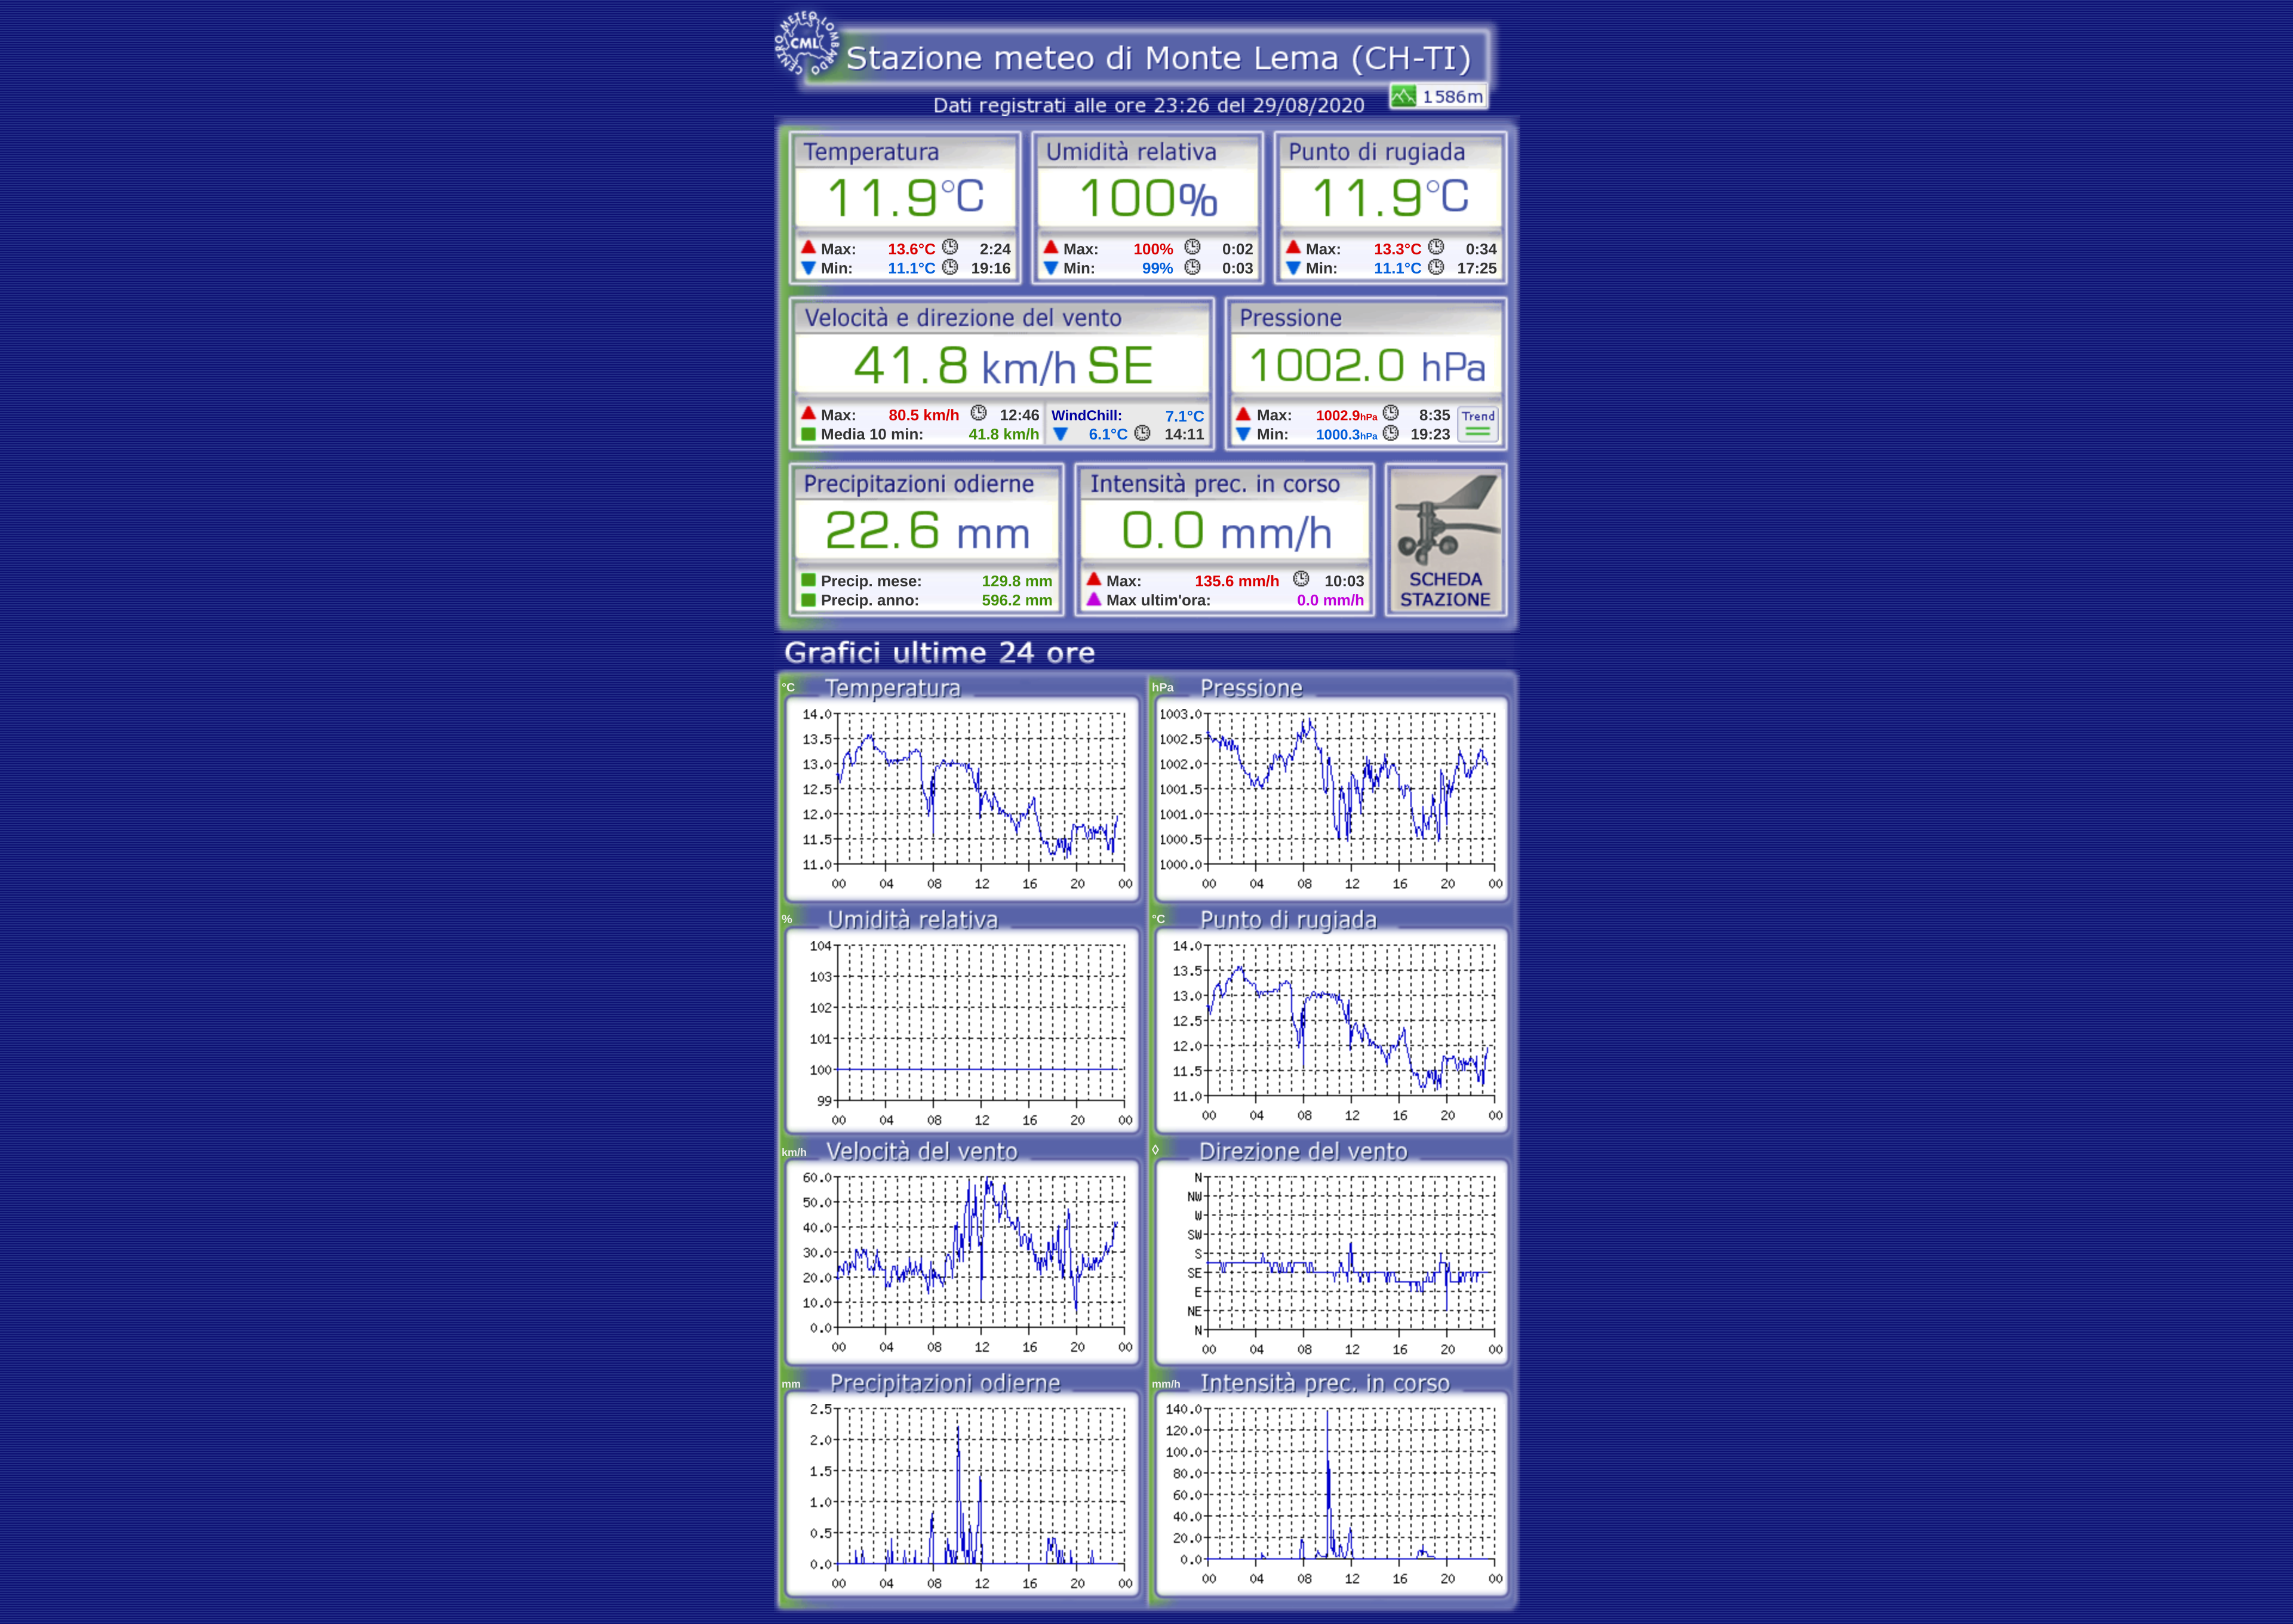 CENTRO METEO LOMBARDO
CML
Stazione meteo di Monte Lema (CH-TI)
Dati registrati alle ore 23:26 del 29/08/2020
1586m
Temperatura
11.9°C
Max: 13.6°C 2:24
Min: 11.1°C 19:16
Umidità relativa
100%
Max: 100% 0:02
Min: 99% 0:03
Punto di rugiada
11.9°C
Max: 13.3°C 0:34
Min: 11.1°C 17:25
Velocità e direzione del vento
41.8 km/h SE
Max: 80.5 km/h 12:46
Media 10 min: 41.8 km/h
WindChill: 7.1°C
6.1°C 14:11
Pressione
1002.0 hPa
Max: 1002.9hPa 8:35
Min: 1000.3hPa 19:23
Trend
Precipitazioni odierne
22.6 mm
Precip. mese: 129.8 mm
Precip. anno: 596.2 mm
Intensità prec. in corso
0.0 mm/h
Max: 135.6 mm/h 10:03
Max ultim'ora: 0.0 mm/h
SCHEDA
STAZIONE
Grafici ultime 24 ore
°C Temperatura
14.0
13.5
13.0
12.5
12.0
11.5
11.0
00 04 08 12 16 20 00
hPa Pressione
1003.0
1002.5
1002.0
1001.5
1001.0
1000.5
1000.0
00 04 08 12 16 20 00
% Umidità relativa
104
103
102
101
100
99
00 04 08 12 16 20 00
°C Punto di rugiada
14.0
13.5
13.0
12.5
12.0
11.5
11.0
00 04 08 12 16 20 00
km/h Velocità del vento
60.0
50.0
40.0
30.0
20.0
10.0
0.0
00 04 08 12 16 20 00
◊ Direzione del vento
N
NW
W
SW
S
SE
E
NE
N
00 04 08 12 16 20 00
mm Precipitazioni odierne
2.5
2.0
1.5
1.0
0.5
0.0
00 04 08 12 16 20 00
mm/h Intensità prec. in corso
140.0
120.0
100.0
80.0
60.0
40.0
20.0
0.0
00 04 08 12 16 20 00